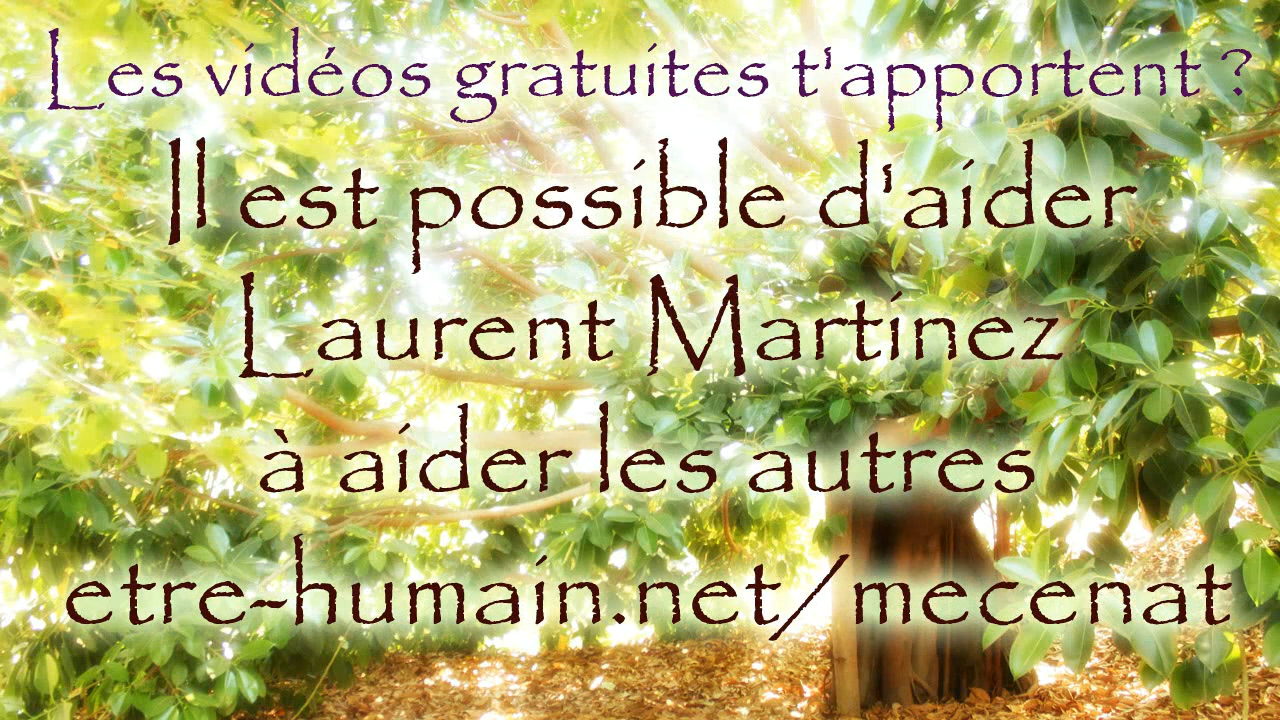 Les vidéos gratuites t'apportent ?
Il est possible d'aider
Laurent Martinez
à aider les autres
etre-humain.net/mecenat